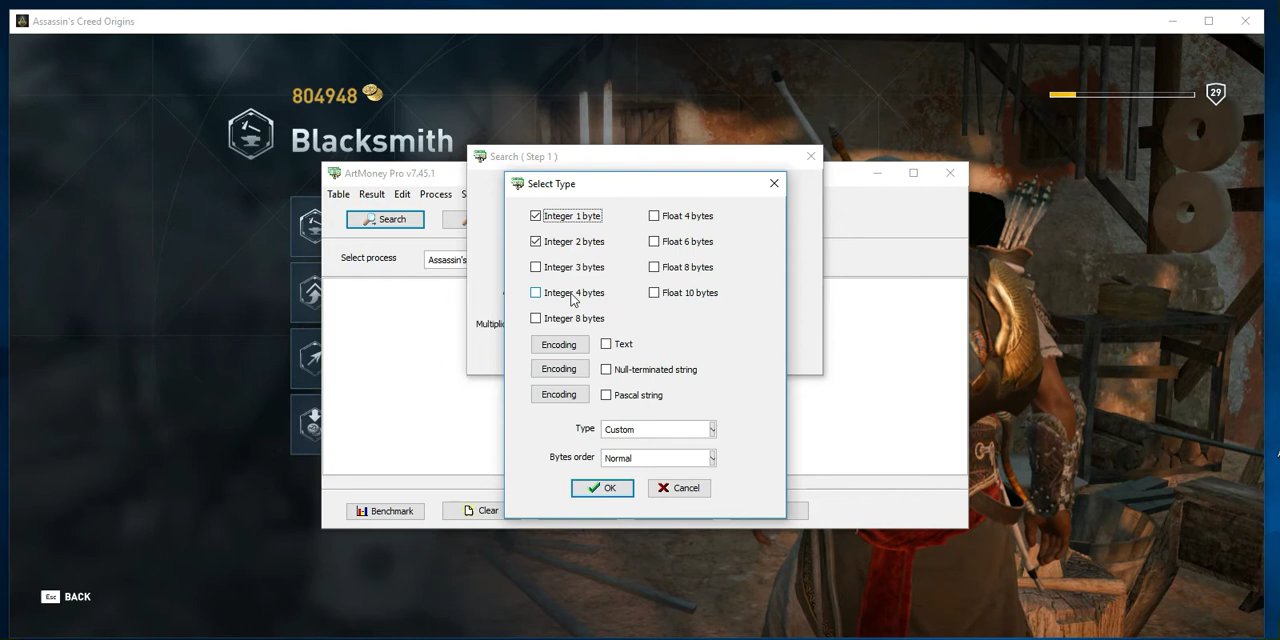 Assassin's Creed Origins
804948
29
Blacksmith
Search ( Step 1 )
ArtMoney Pro v7.45.1
Select Type
Table Result Edit Process S
Search
Select process Assassin's
Multiplic
Integer 1 byte Float 4 bytes
Integer 2 bytes Float 6 bytes
Integer 3 bytes Float 8 bytes
Integer 4 bytes Float 10 bytes
Integer 8 bytes
Encoding Text
Encoding Null-terminated string
Encoding Pascal string
Type Custom
Bytes order Normal
OK Cancel
Benchmark Clear
Esc BACK